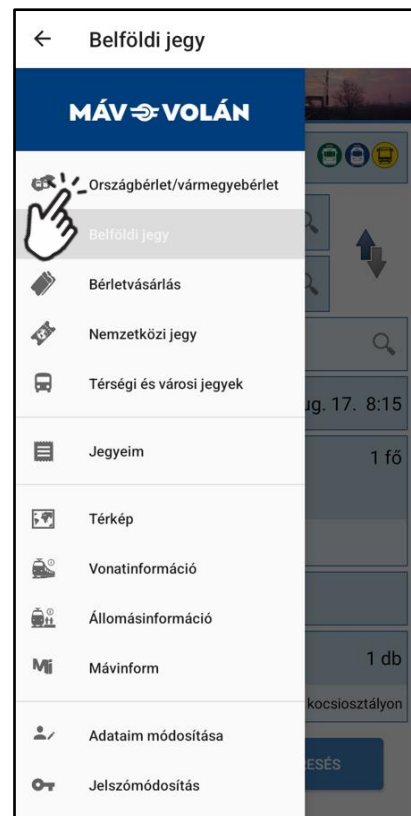 Belföldi jegy
MÁV VOLÁN
Országbérlet/vármegyebérlet
Belföldi jegy
Bérletvásárlás
Nemzetközi jegy
Térségi és városi jegyek
ug. 17. 8:15
Jegyeim
1 fő
Térkép
Vonatinformáció
Állomásinformáció
Mávinform
1 db
kocsiosztályon
Adataim módosítása
ESÉS
Jelszómódosítás